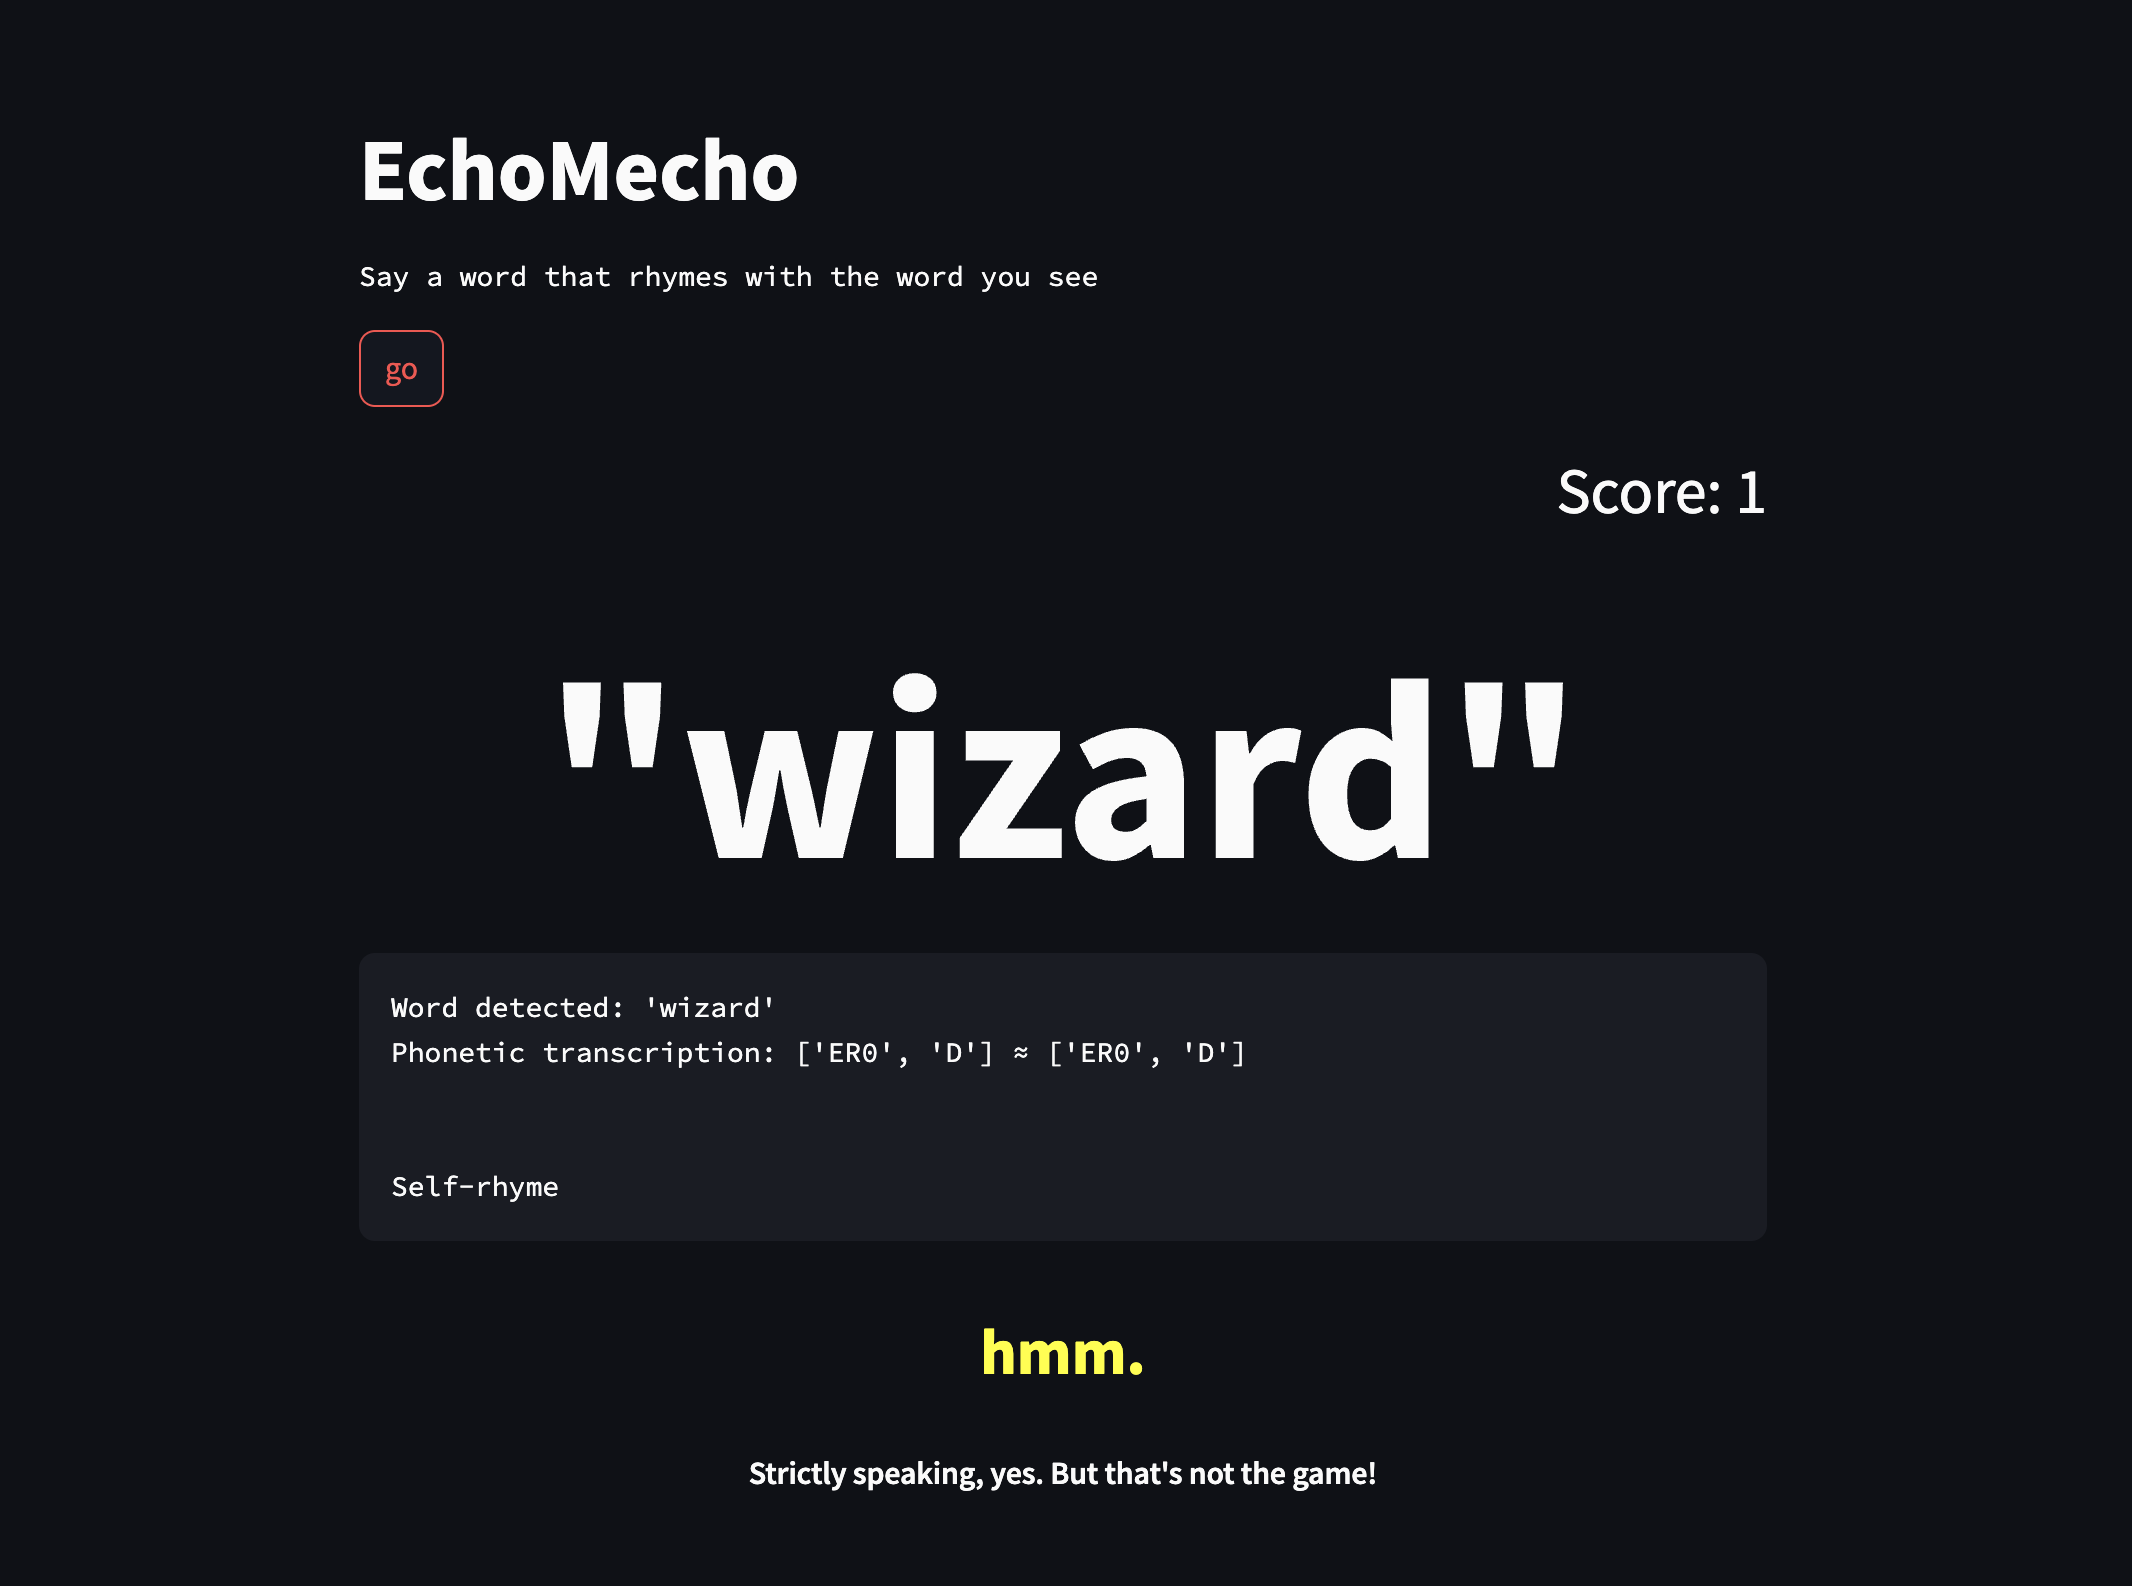 EchoMecho
Say a word that rhymes with the word you see
go
Score: 1
"wizard"
Word detected: 'wizard'
Phonetic transcription: ['ER0', 'D'] ≈ ['ER0', 'D']
Self-rhyme
hmm.
Strictly speaking, yes. But that's not the game!